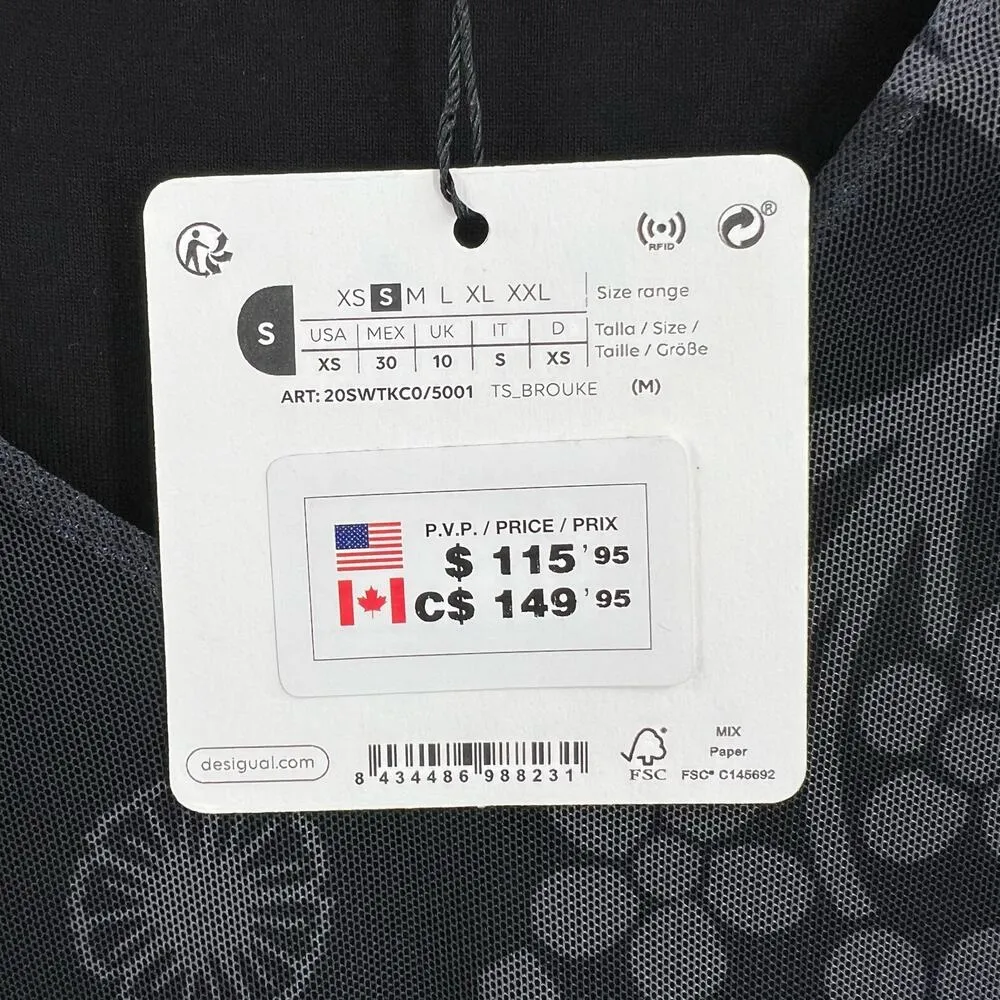 RFID
®
XS S M L XL XXL Size range
S
USA MEX UK IT D Talla / Size /
XS 30 10 S XS Taille / Größe
ART: 20SWTKC0/5001 TS_BROUKE (M)
P.V.P. / PRICE / PRIX
$ 115'95
C$ 149'95
desigual.com
8 434486 988231
FSC
MIX
Paper
FSC® C145692